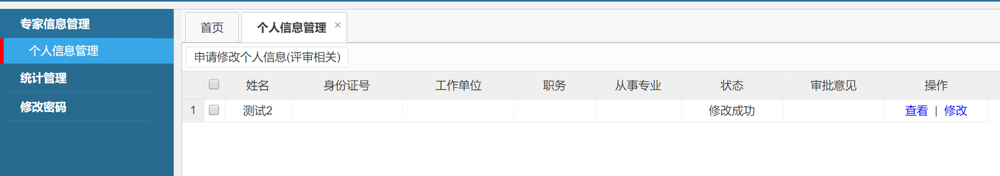 专家信息管理
个人信息管理
统计管理
修改密码
首页 个人信息管理 ×
申请修改个人信息(评审相关)
姓名 身份证号 工作单位 职务 从事专业 状态 审批意见 操作
1 测试2 修改成功 查看 | 修改